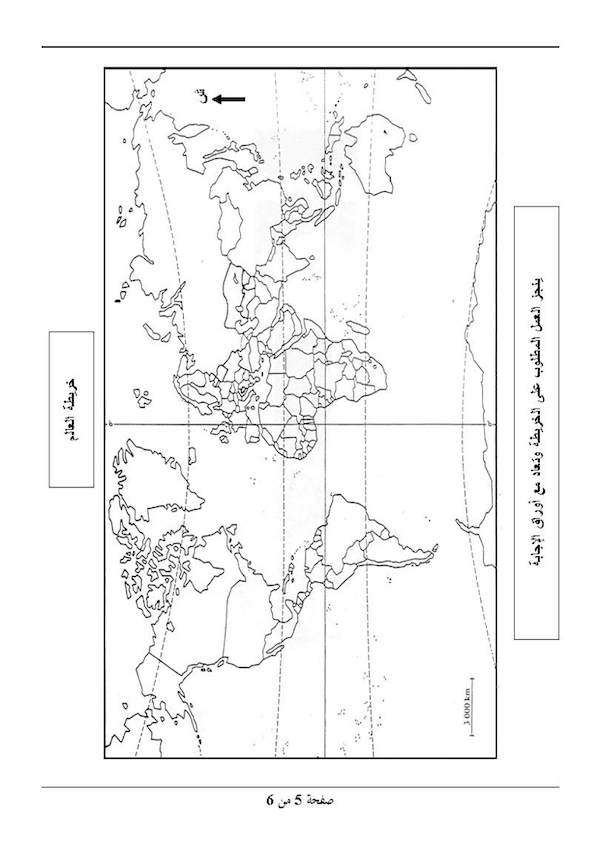 ينجز العمل المطلوب على الخريطة وتعاد مع أوراق الإجابة
خريطة العالم
3 000 km
صفحة 5 من 6